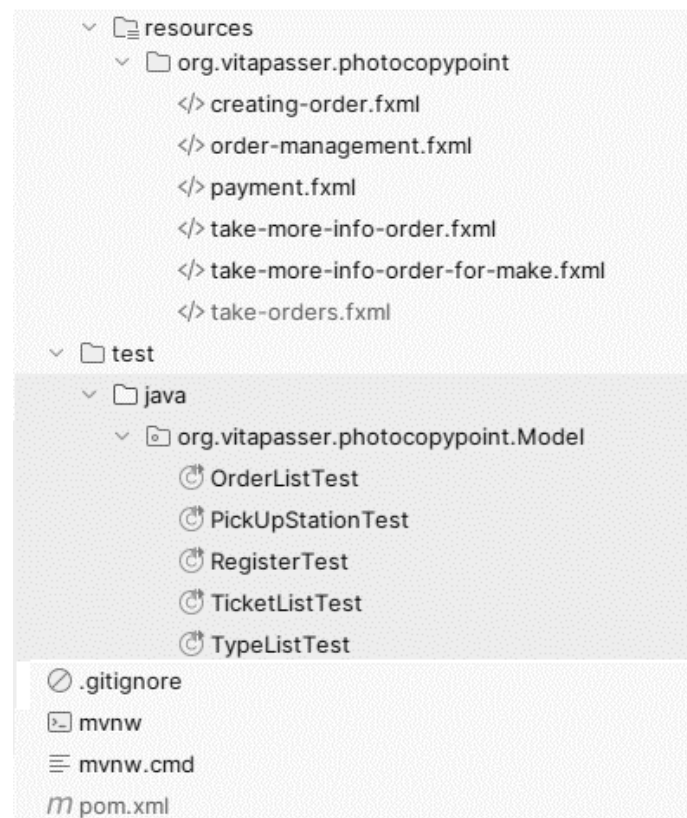 resources
org.vitapasser.photocopypoint
</> creating-order.fxml
</> order-management.fxml
</> payment.fxml
</> take-more-info-order.fxml
</> take-more-info-order-for-make.fxml
</> take-orders.fxml
test
java
org.vitapasser.photocopypoint.Model
OrderListTest
PickUpStationTest
RegisterTest
TicketListTest
TypeListTest
.gitignore
mvnw
mvnw.cmd
pom.xml